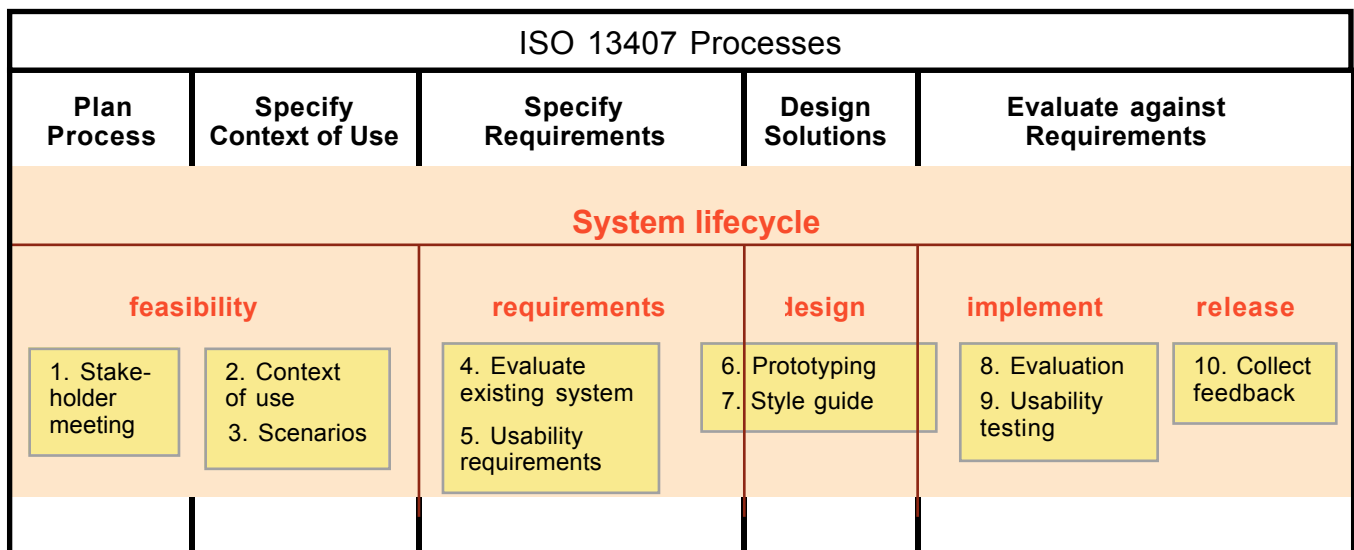 ISO 13407 Processes
Plan
Process
Specify
Context of Use
Specify
Requirements
Design
Solutions
Evaluate against
Requirements
System lifecycle
feasibility
requirements
design
implement
release
1. Stake-
holder
meeting
2. Context
of use
3. Scenarios
4. Evaluate
existing system
5. Usability
requirements
6. Prototyping
7. Style guide
8. Evaluation
9. Usability
testing
10. Collect
feedback